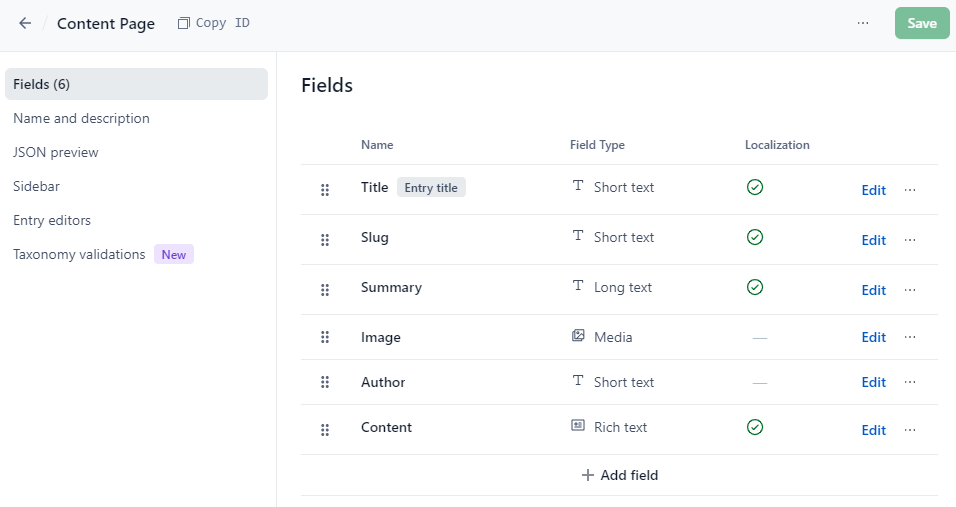 Content Page Copy ID ... Save
Fields (6)
Name and description
JSON preview
Sidebar
Entry editors
Taxonomy validations New
Fields
Name Field Type Localization
Title Entry title Short text Edit ...
Slug Short text Edit ...
Summary Long text Edit ...
Image Media — Edit ...
Author Short text — Edit ...
Content Rich text Edit ...
+ Add field